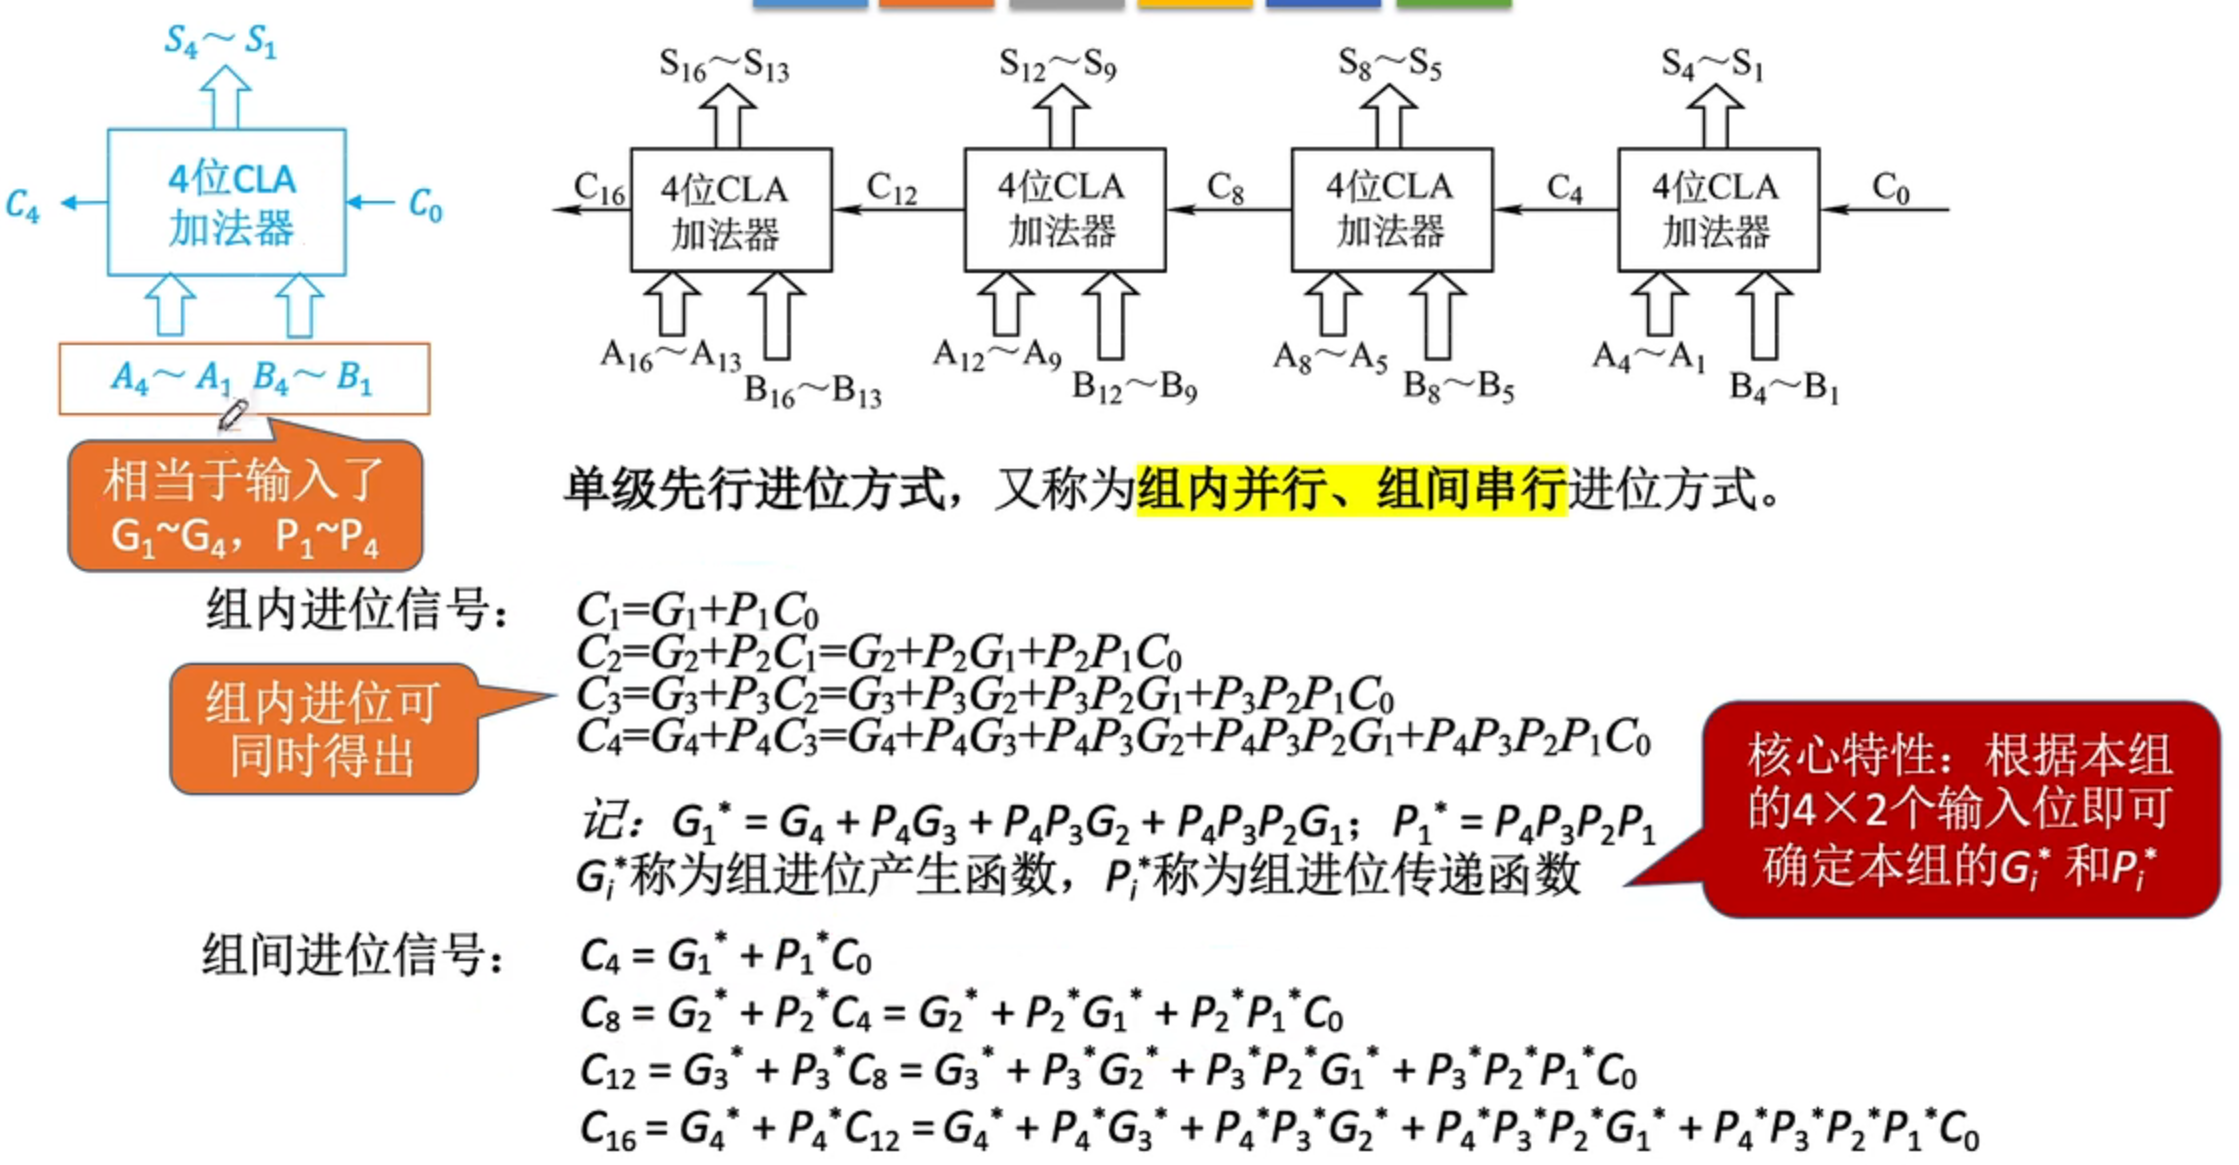 S₄～S₁
4位CLA
加法器
C₄
C₀
A₄～A₁ B₄～B₁
相当于输入了
G₁~G₄，P₁~P₄
S₁₆～S₁₃
S₁₂～S₉
S₈～S₅
S₄～S₁
C₁₆
4位CLA
加法器
C₁₂
4位CLA
加法器
C₈
4位CLA
加法器
C₄
4位CLA
加法器
C₀
A₁₆～A₁₃
B₁₆～B₁₃
A₁₂～A₉
B₁₂～B₉
A₈～A₅
B₈～B₅
A₄～A₁
B₄～B₁
单级先行进位方式，又称为组内并行、组间串行进位方式。
组内进位信号：
C₁=G₁+P₁C₀
C₂=G₂+P₂C₁=G₂+P₂G₁+P₂P₁C₀
C₃=G₃+P₃C₂=G₃+P₃G₂+P₃P₂G₁+P₃P₂P₁C₀
C₄=G₄+P₄C₃=G₄+P₄G₃+P₄P₃G₂+P₄P₃P₂G₁+P₄P₃P₂P₁C₀
组内进位可
同时得出
记：G₁* = G₄ + P₄G₃ + P₄P₃G₂ + P₄P₃P₂G₁；P₁* = P₄P₃P₂P₁
Gᵢ*称为组进位产生函数，Pᵢ*称为组进位传递函数
核心特性：根据本组
的4×2个输入位即可
确定本组的Gᵢ* 和Pᵢ*
组间进位信号：
C₄ = G₁* + P₁*C₀
C₈ = G₂* + P₂*C₄ = G₂* + P₂*G₁* + P₂*P₁*C₀
C₁₂ = G₃* + P₃*C₈ = G₃* + P₃*G₂* + P₃*P₂*G₁* + P₃*P₂*P₁*C₀
C₁₆ = G₄* + P₄*C₁₂ = G₄* + P₄*G₃* + P₄*P₃*G₂* + P₄*P₃*P₂*G₁* + P₄*P₃*P₂*P₁*C₀